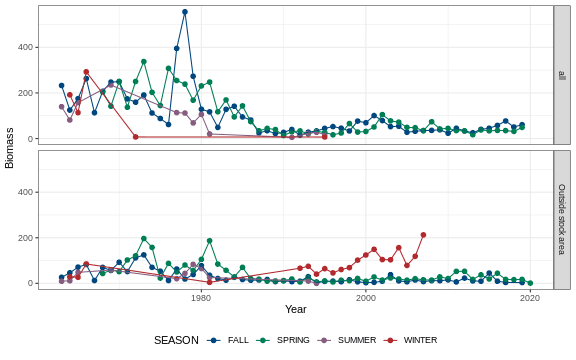 400
200
0
all
Biomass
400
200
0
Outside stock area
1980
2000
2020
Year
SEASON FALL SPRING SUMMER WINTER